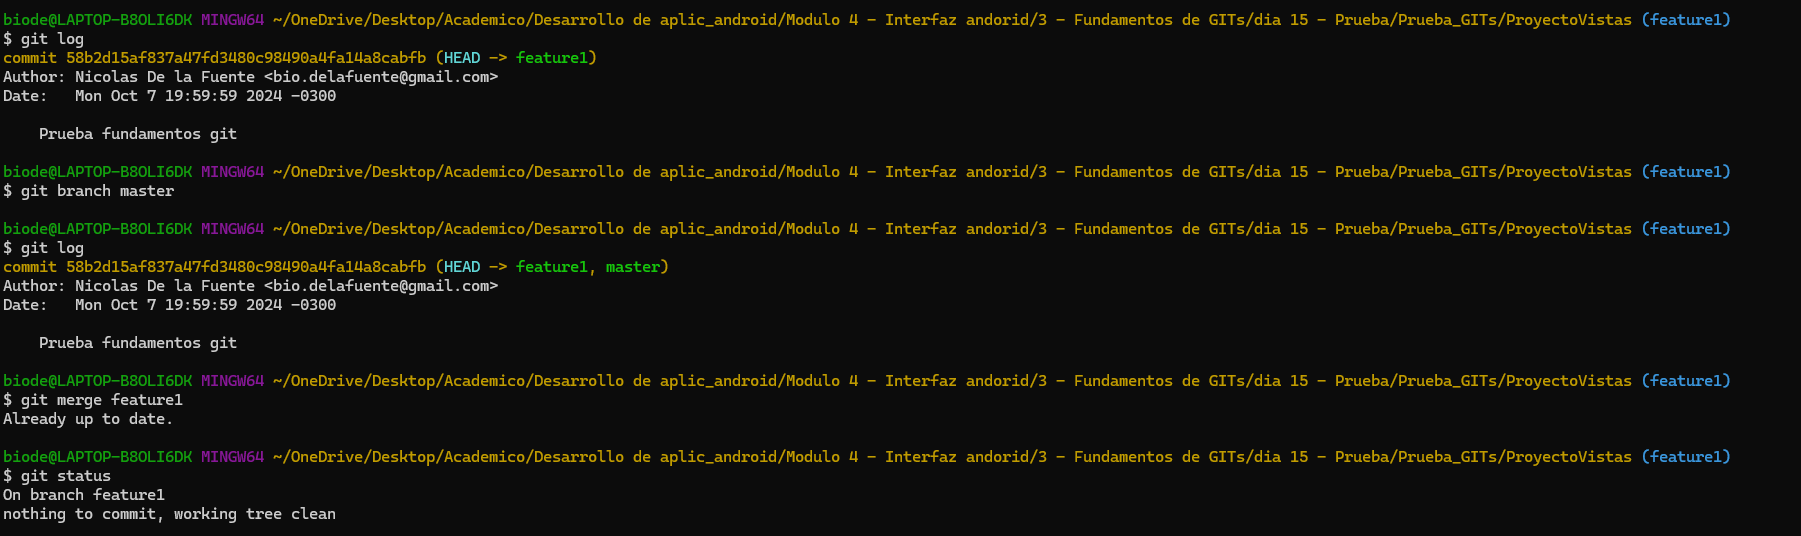 biode@LAPTOP-B8OLI6DK MINGW64 ~/OneDrive/Desktop/Academico/Desarrollo de aplic_android/Modulo 4 - Interfaz andorid/3 - Fundamentos de GITs/dia 15 - Prueba/Prueba_GITs/ProyectoVistas (feature1)
$ git log
commit 58b2d15af837a47fd3480c98490a4fa14a8cabfb (HEAD -> feature1)
Author: Nicolas De la Fuente <bio.delafuente@gmail.com>
Date:   Mon Oct 7 19:59:59 2024 -0300
    Prueba fundamentos git
biode@LAPTOP-B8OLI6DK MINGW64 ~/OneDrive/Desktop/Academico/Desarrollo de aplic_android/Modulo 4 - Interfaz andorid/3 - Fundamentos de GITs/dia 15 - Prueba/Prueba_GITs/ProyectoVistas (feature1)
$ git branch master
biode@LAPTOP-B8OLI6DK MINGW64 ~/OneDrive/Desktop/Academico/Desarrollo de aplic_android/Modulo 4 - Interfaz andorid/3 - Fundamentos de GITs/dia 15 - Prueba/Prueba_GITs/ProyectoVistas (feature1)
$ git log
commit 58b2d15af837a47fd3480c98490a4fa14a8cabfb (HEAD -> feature1, master)
Author: Nicolas De la Fuente <bio.delafuente@gmail.com>
Date:   Mon Oct 7 19:59:59 2024 -0300
    Prueba fundamentos git
biode@LAPTOP-B8OLI6DK MINGW64 ~/OneDrive/Desktop/Academico/Desarrollo de aplic_android/Modulo 4 - Interfaz andorid/3 - Fundamentos de GITs/dia 15 - Prueba/Prueba_GITs/ProyectoVistas (feature1)
$ git merge feature1
Already up to date.
biode@LAPTOP-B8OLI6DK MINGW64 ~/OneDrive/Desktop/Academico/Desarrollo de aplic_android/Modulo 4 - Interfaz andorid/3 - Fundamentos de GITs/dia 15 - Prueba/Prueba_GITs/ProyectoVistas (feature1)
$ git status
On branch feature1
nothing to commit, working tree clean